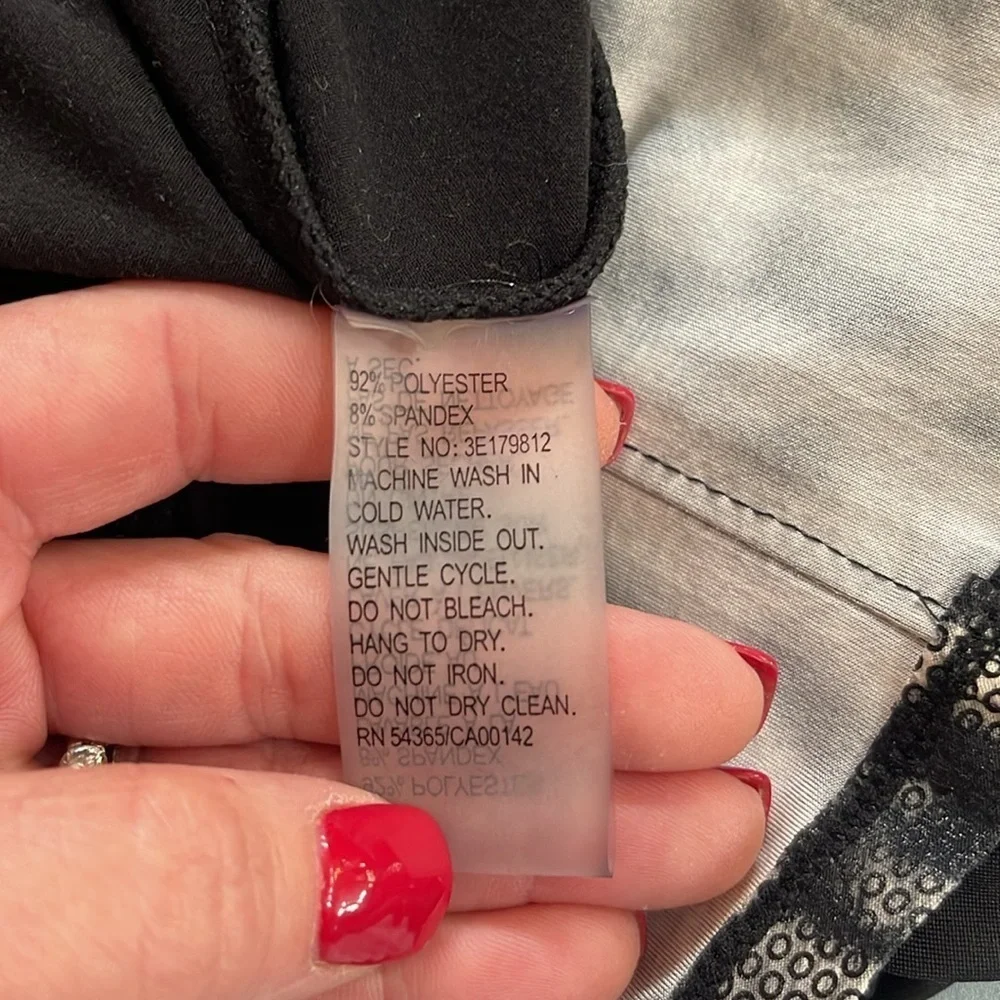 92% POLYESTER
8% SPANDEX
STYLE NO: 3E179812
MACHINE WASH IN
COLD WATER.
WASH INSIDE OUT.
GENTLE CYCLE.
DO NOT BLEACH.
HANG TO DRY.
DO NOT IRON.
DO NOT DRY CLEAN.
RN 54365/CA00142